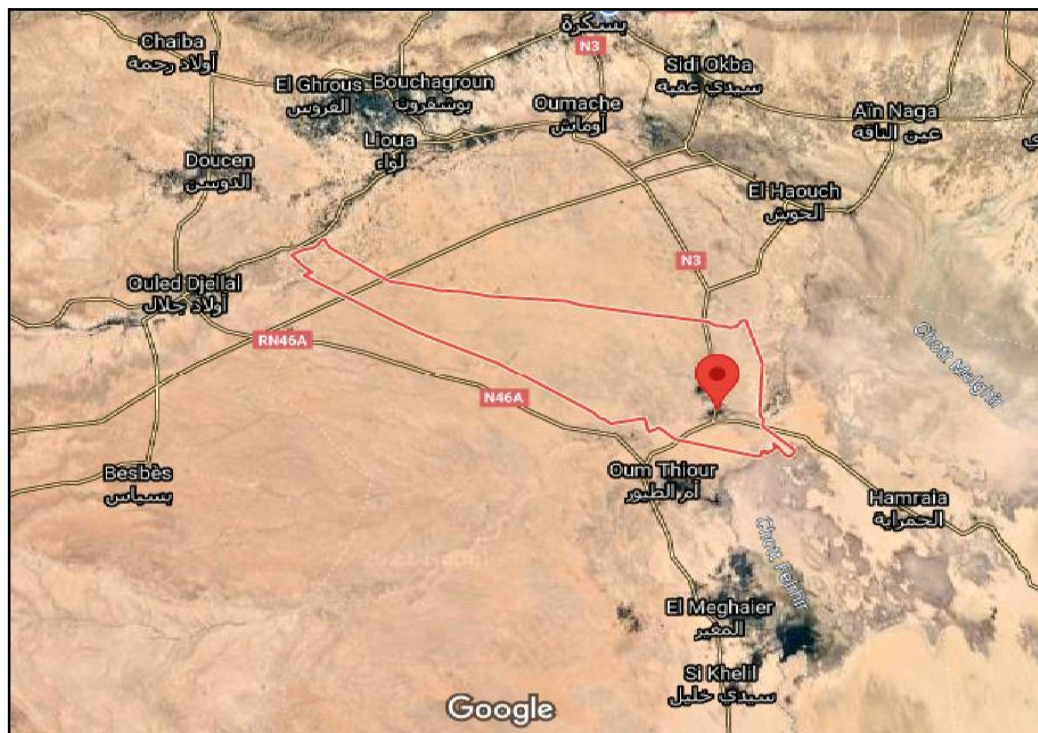 بسكرة
N3
Chaiba
أولاد رحمة
Sidi Okba
سيدي عقبة
El Ghrous
الغروس
Bouchagroun
بوشقرون
Oumache
أوماش
Aïn Naga
عين الناقة
Lioua
لواء
Doucen
الدوسن
El Haouch
الحوش
N3
Ouled Djellal
أولاد جلال
RN46A
Chott Melghir
N46A
Besbès
بسباس
Oum Thiour
أم الطيور
Hamraia
الحمراية
Chott Felrhir
El Meghaier
المغير
Si Khelil
سيدي خليل
Google